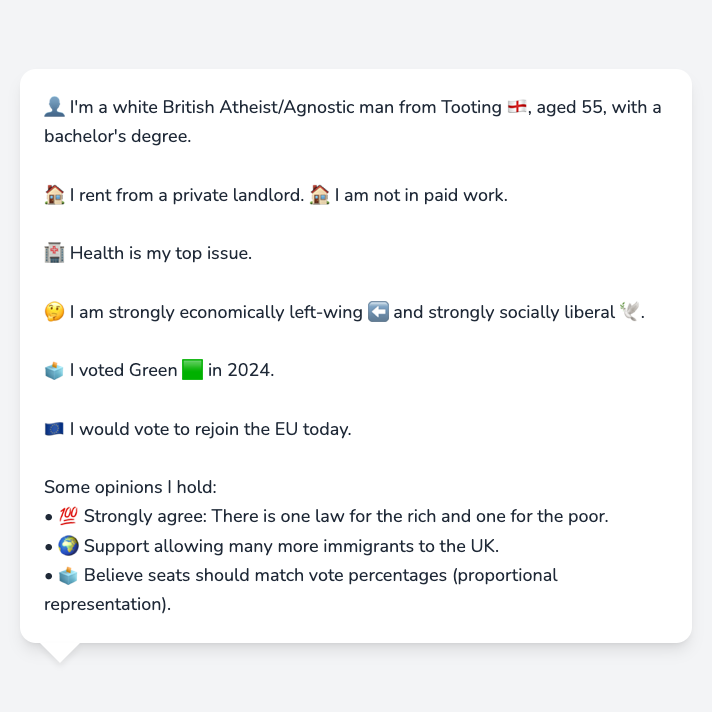 👤 I'm a white British Atheist/Agnostic man from Tooting 🏴󠁧󠁢󠁥󠁮󠁧󠁿, aged 55, with a
bachelor's degree.
🏠 I rent from a private landlord. 🏠 I am not in paid work.
🏥 Health is my top issue.
🤔 I am strongly economically left-wing ⬅️ and strongly socially liberal 🕊️.
🗳️ I voted Green 🟩 in 2024.
🇪🇺 I would vote to rejoin the EU today.
Some opinions I hold:
• 💯 Strongly agree: There is one law for the rich and one for the poor.
• 🌍 Support allowing many more immigrants to the UK.
• 🗳️ Believe seats should match vote percentages (proportional
representation).